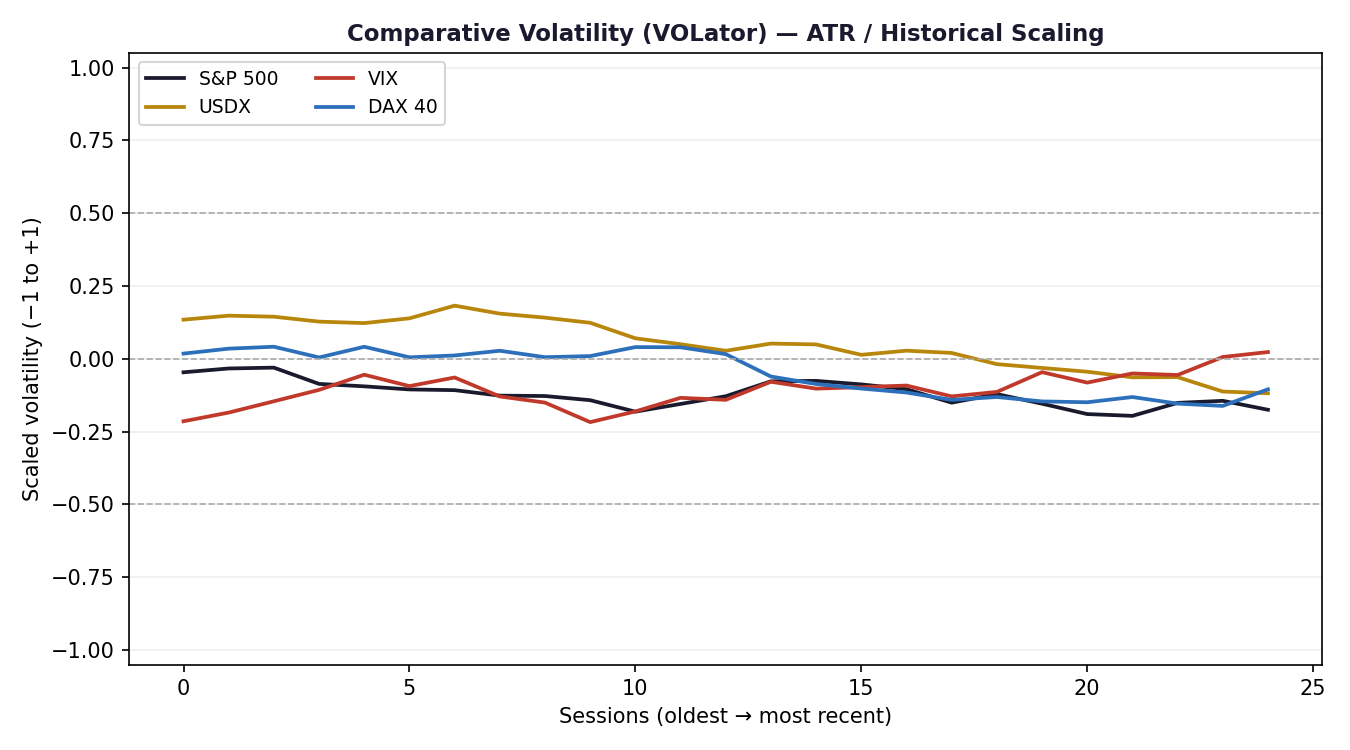 Comparative Volatility (VOLator) — ATR / Historical Scaling
S&P 500
USDX
VIX
DAX 40
Scaled volatility (−1 to +1)
1.00
0.75
0.50
0.25
0.00
−0.25
−0.50
−0.75
−1.00
0 5 10 15 20 25
Sessions (oldest → most recent)